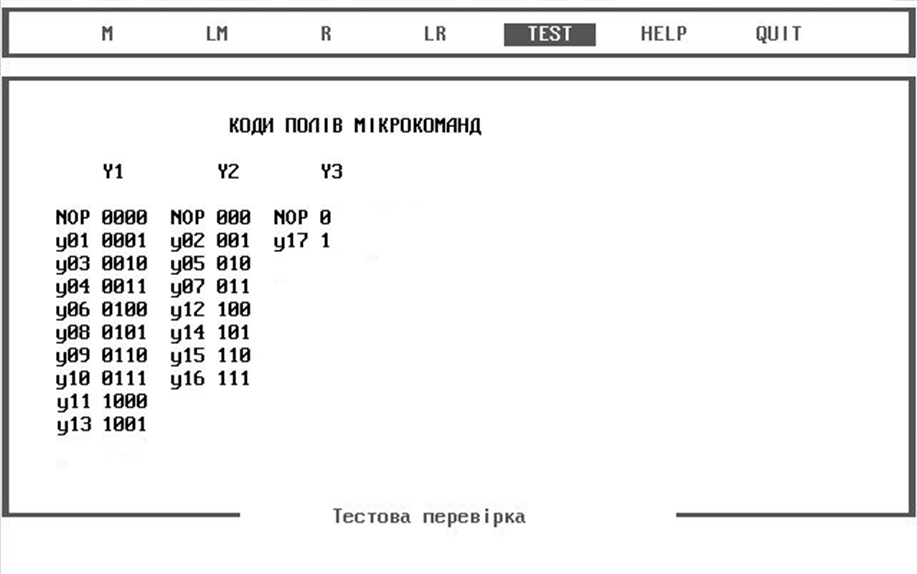 M LM R LR TEST HELP QUIT
КОДИ ПОЛІВ МІКРОКОМАНД
Y1 Y2 Y3
NOP 0000 NOP 000 NOP 0
y01 0001 y02 001 y17 1
y03 0010 y05 010
y04 0011 y07 011
y06 0100 y12 100
y08 0101 y14 101
y09 0110 y15 110
y10 0111 y16 111
y11 1000
y13 1001
Тестова перевірка